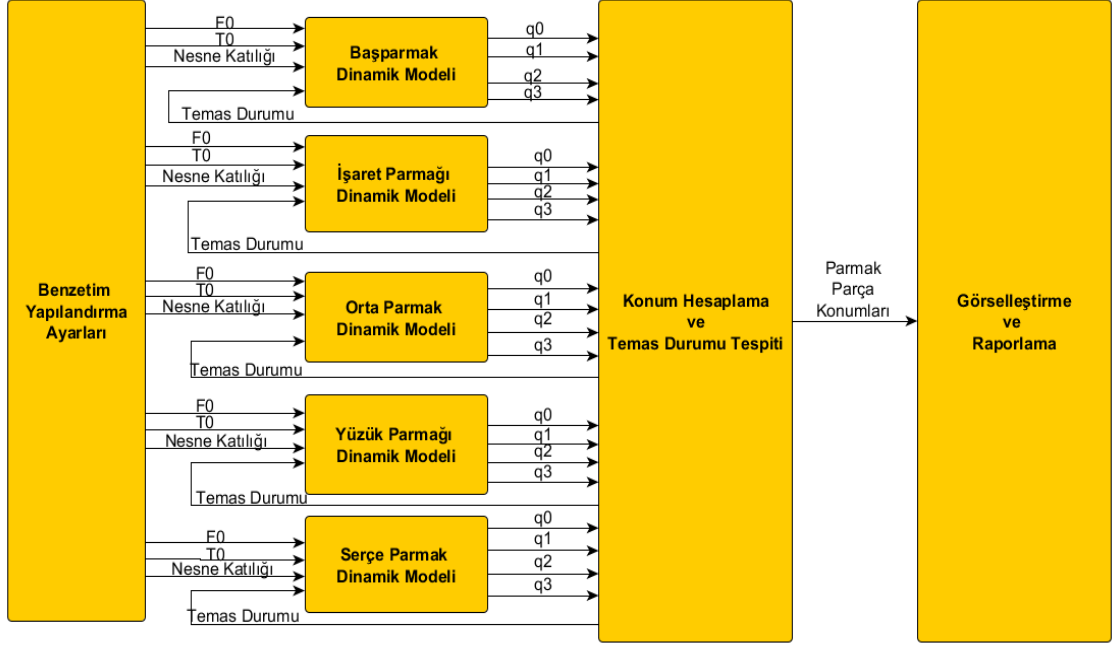 Benzetim
Yapılandırma
Ayarları
F0
T0
Nesne Katılığı
Temas Durumu
Başparmak
Dinamik Modeli
q0
q1
q2
q3
F0
T0
Nesne Katılığı
Temas Durumu
İşaret Parmağı
Dinamik Modeli
q0
q1
q2
q3
F0
T0
Nesne Katılığı
Temas Durumu
Orta Parmak
Dinamik Modeli
q0
q1
q2
q3
F0
T0
Nesne Katılığı
Temas Durumu
Yüzük Parmağı
Dinamik Modeli
q0
q1
q2
q3
F0
T0
Nesne Katılığı
Temas Durumu
Serçe Parmak
Dinamik Modeli
q0
q1
q2
q3
Konum Hesaplama
ve
Temas Durumu Tespiti
Parmak
Parça
Konumları
Görselleştirme
ve
Raporlama